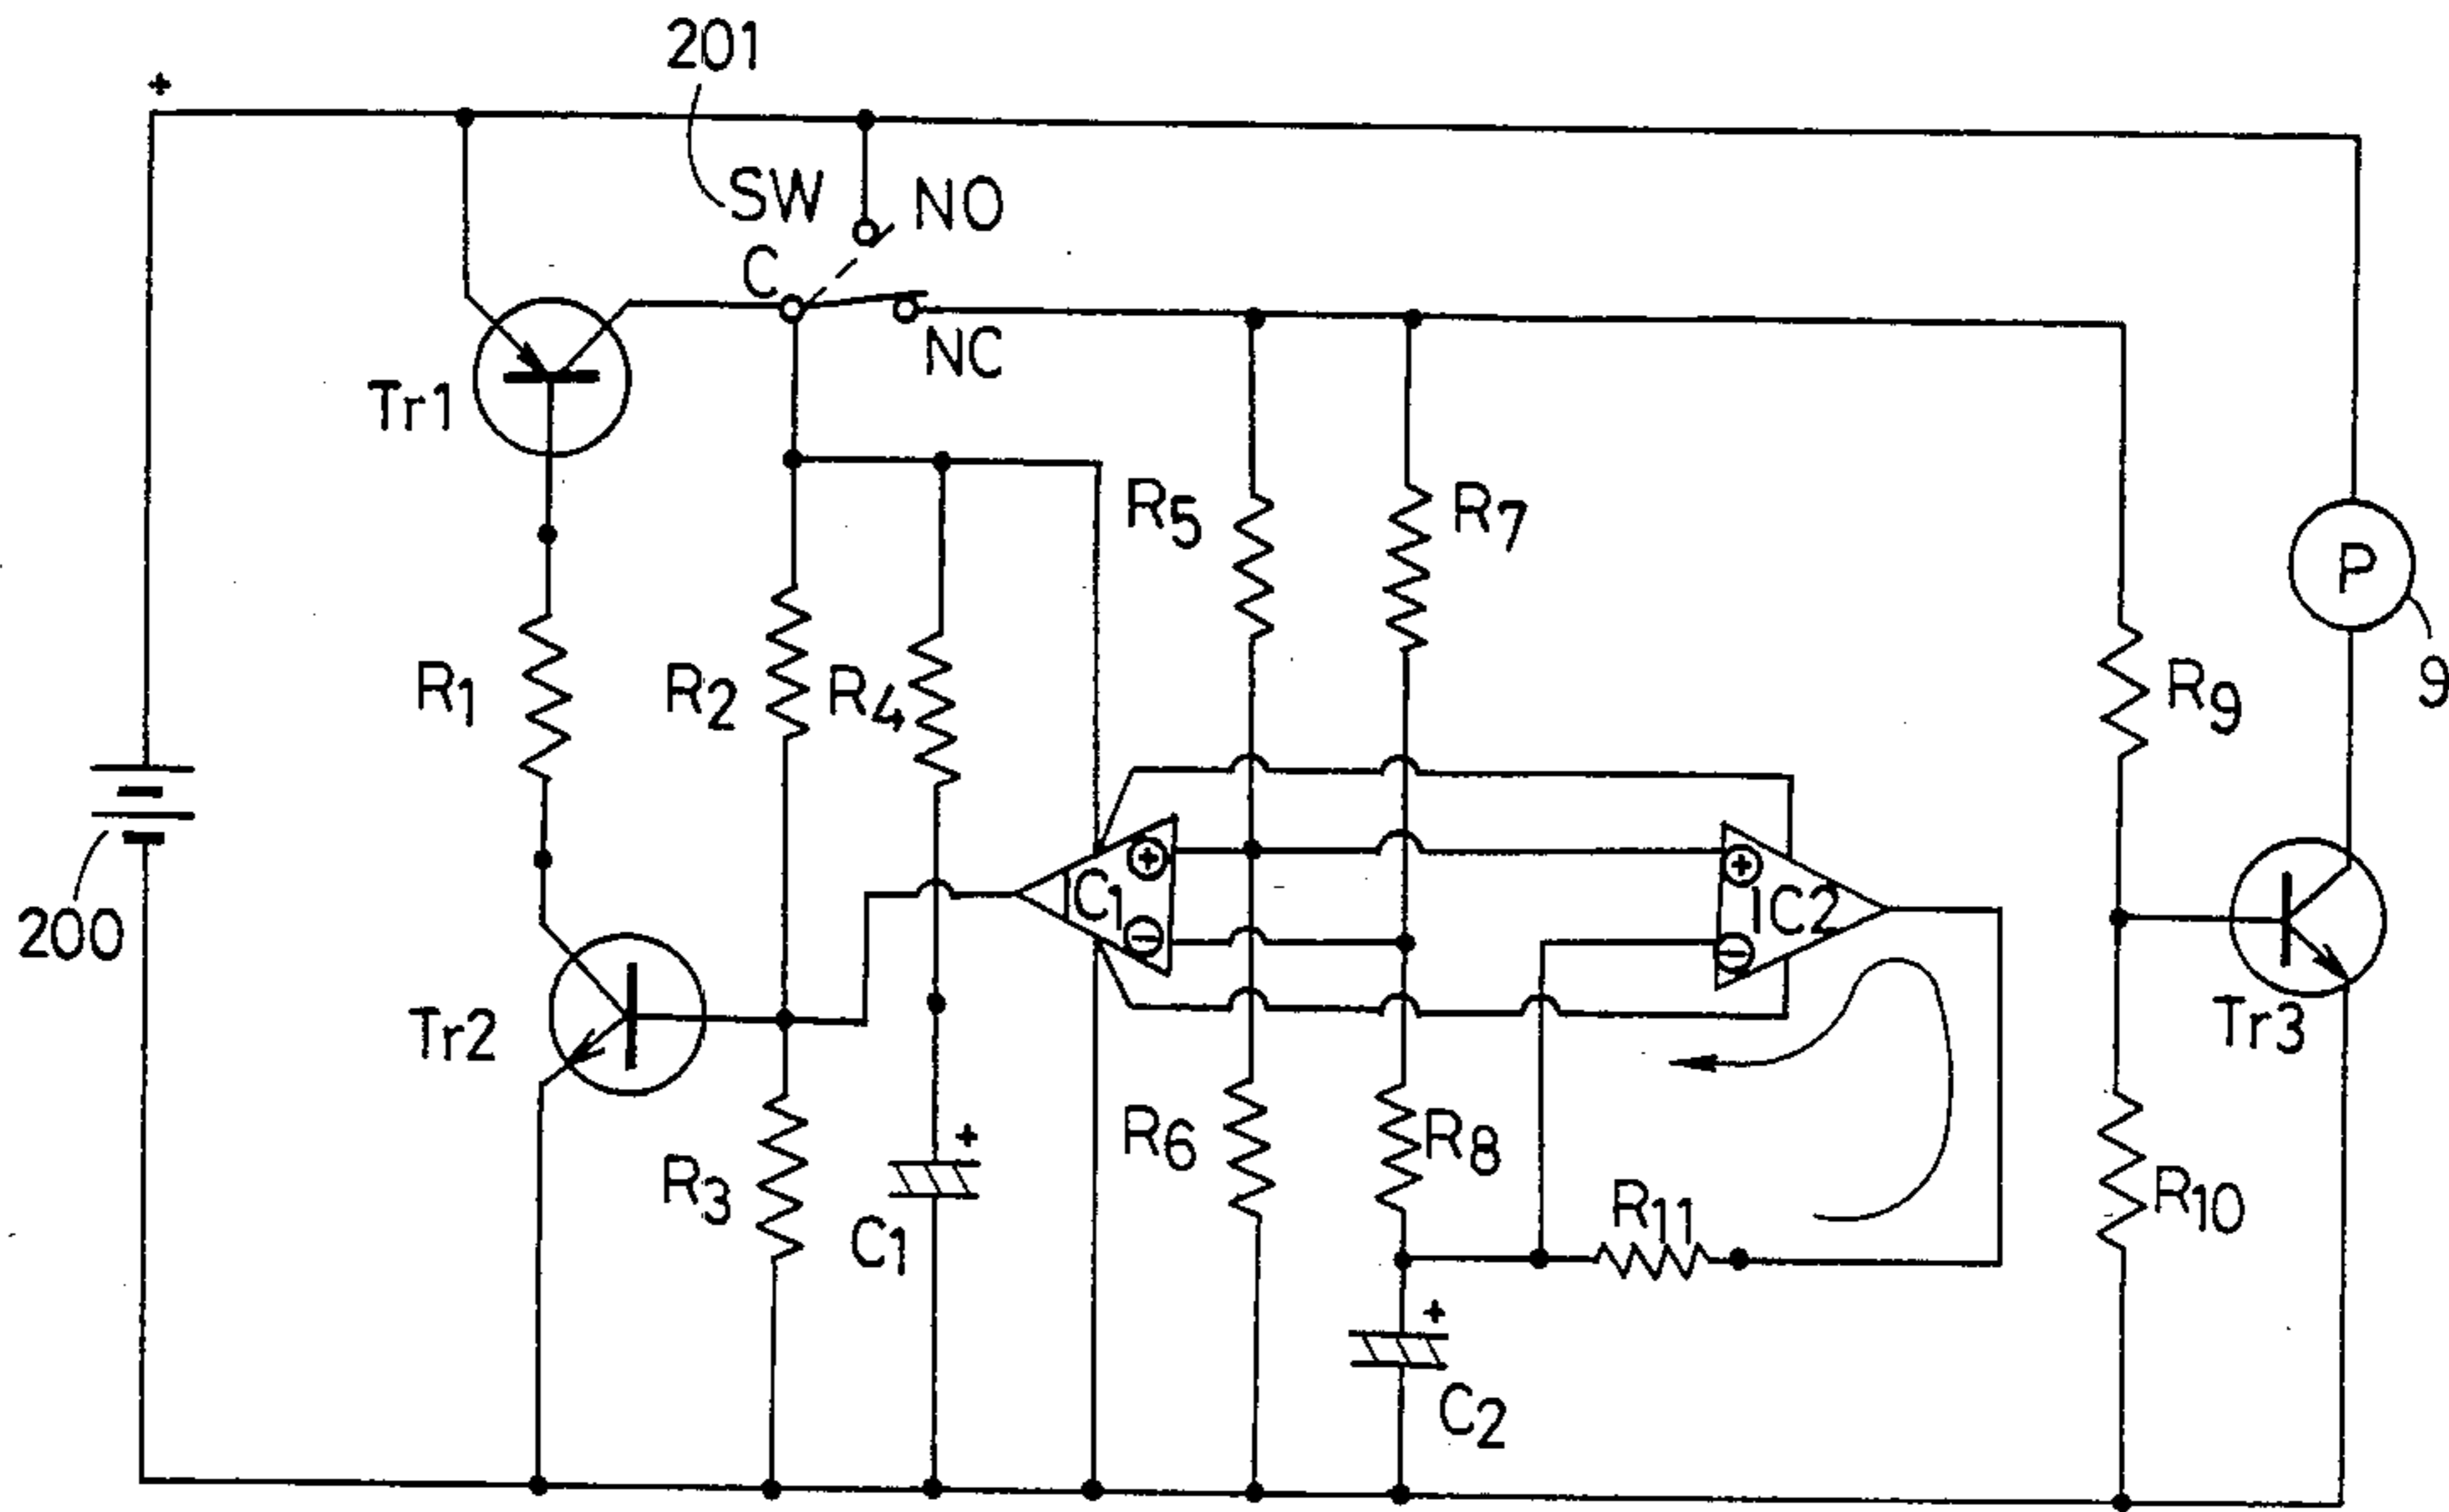 201
+
SW
NO
C
NC
Tr1
R5
R7
P
R1
R2
R4
R9
9
+
+
IC1
IC2
−
−
200
Tr2
Tr3
+
R6
R8
R3
R11
R10
C1
+
C2